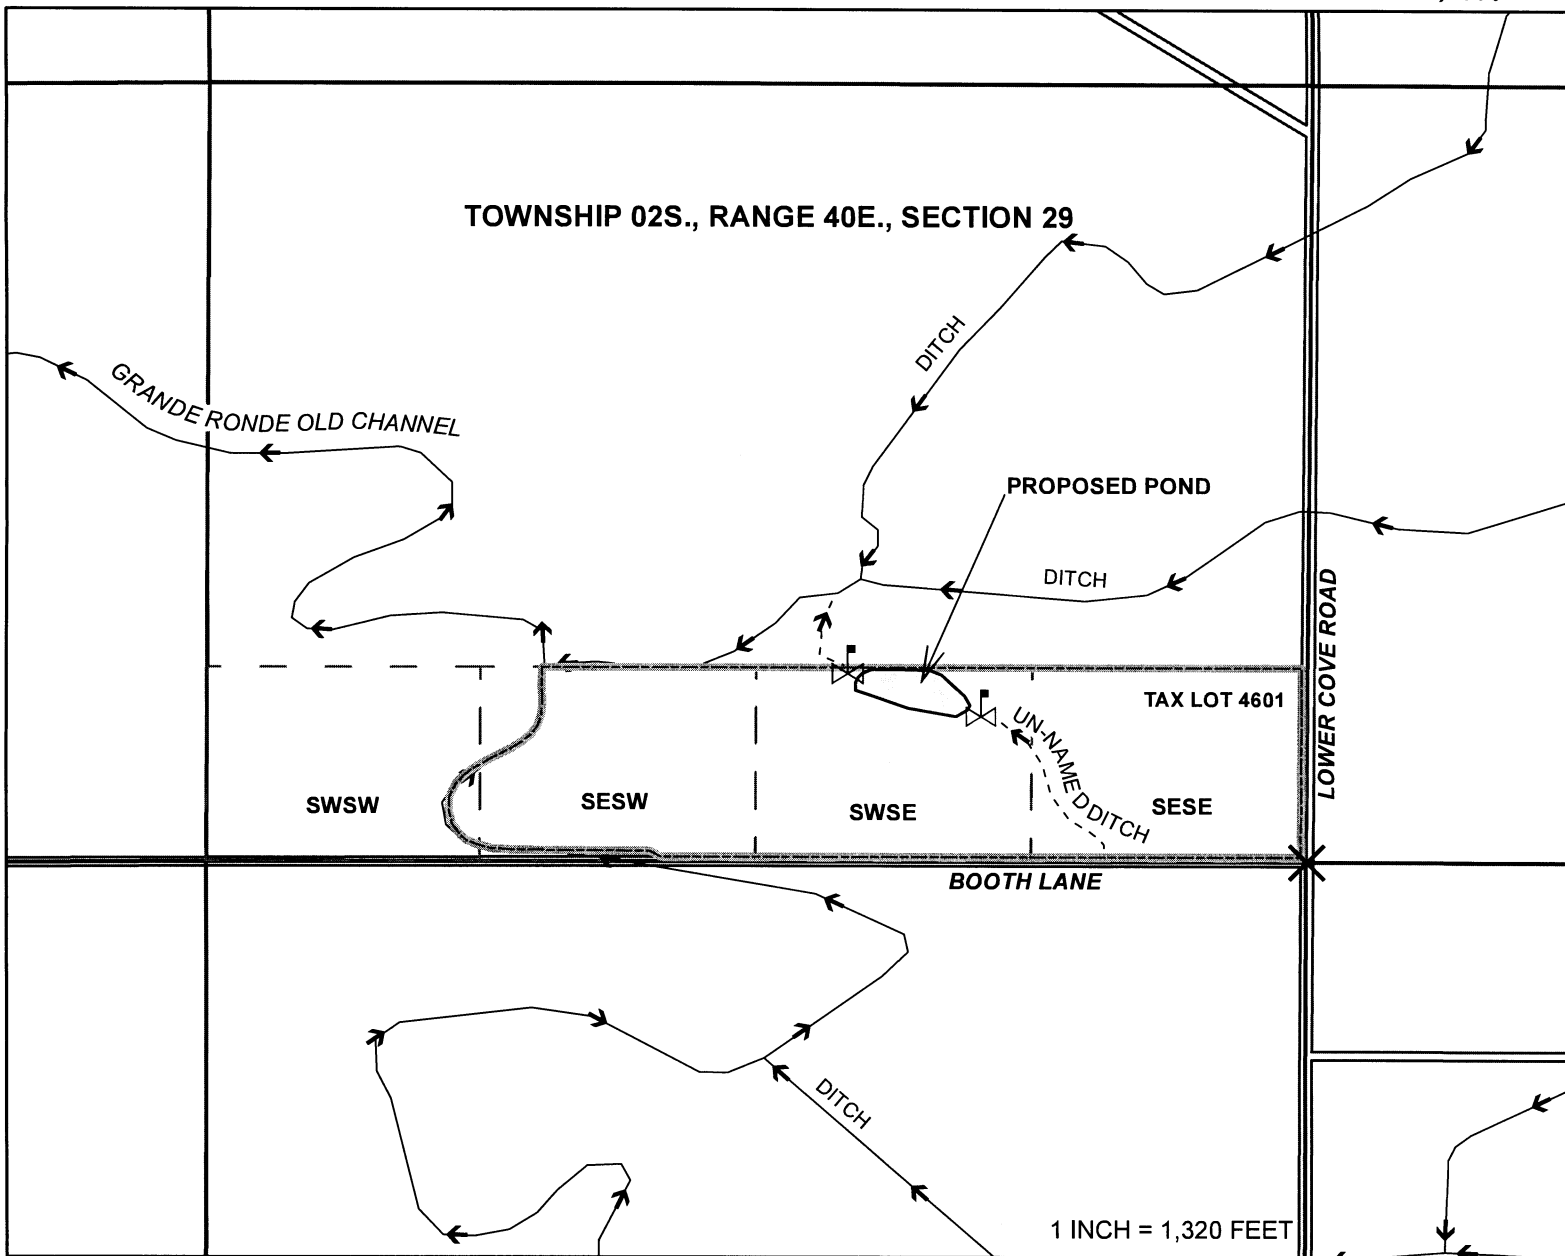 TOWNSHIP 02S., RANGE 40E., SECTION 29
DITCH
GRANDE RONDE OLD CHANNEL
PROPOSED POND
DITCH
LOWER COVE ROAD
TAX LOT 4601
UN-NAMED DITCH
SWSW
SESW
SWSE
SESE
BOOTH LANE
DITCH
1 INCH = 1,320 FEET